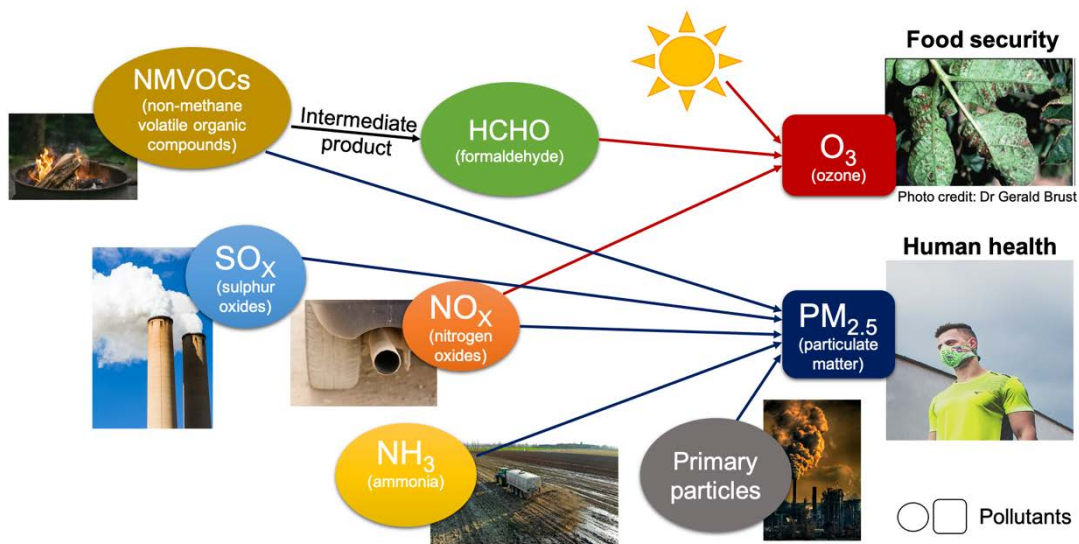 NMVOCs
(non-methane
volatile organic
compounds)
Intermediate
product
HCHO
(formaldehyde)
Food security
O₃
(ozone)
Photo credit: Dr Gerald Brust
SOₓ
(sulphur
oxides)
NOₓ
(nitrogen
oxides)
Human health
PM₂.₅
(particulate
matter)
NH₃
(ammonia)
Primary
particles
Pollutants